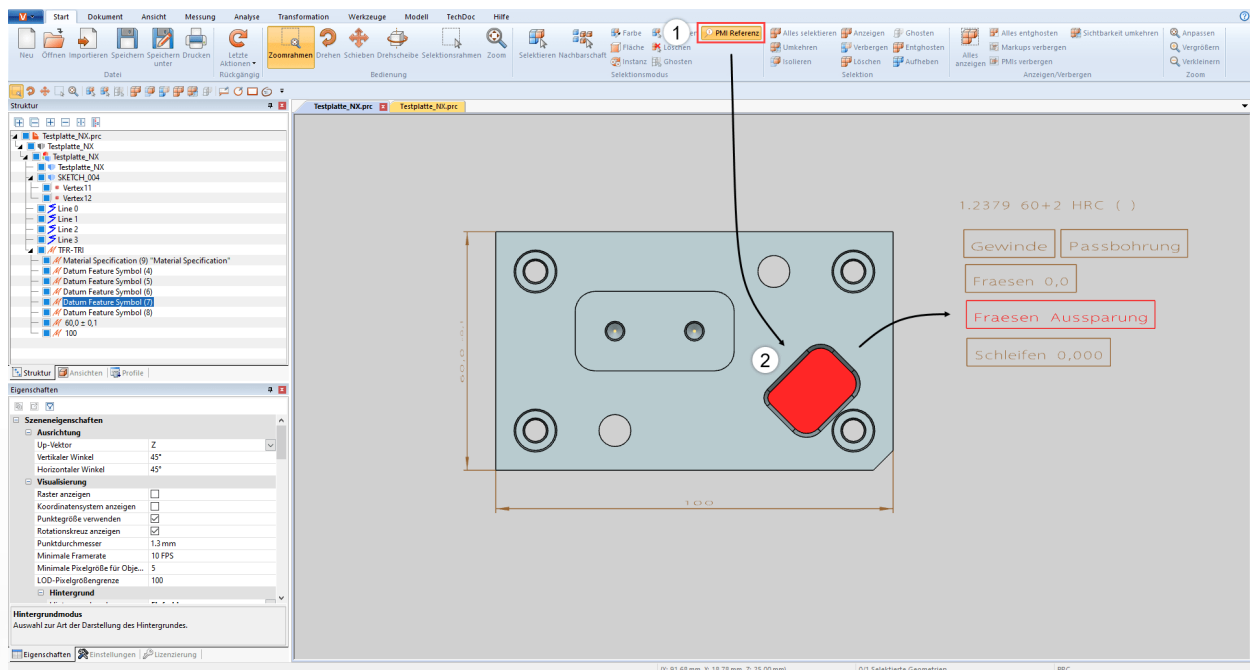 Start Dokument Ansicht Messung Analyse Transformation Werkzeuge Modell TechDoc Hilfe
Neu Öffnen Importieren Speichern Speichern unter Drucken
Datei
Letzte Aktionen
Rückgängig
Zoomrahmen Drehen Schieben Drehscheibe Selektionsrahmen Zoom
Bedienung
Selektieren Nachbarschaft
Farbe
Fläche Löschen
Instanz Ghosten
1
PMI Referenz
Selektionsmodus
Alles selektieren Anzeigen Ghosten
Umkehren Verbergen Entghosten
Isolieren Löschen Aufheben
Selektion
Alles anzeigen
Alles entghosten Sichtbarkeit umkehren
Markups verbergen
PMIs verbergen
Anzeigen/Verbergen
Anpassen
Vergrößern
Verkleinern
Zoom
Struktur
Testplatte_NX.prc
Testplatte_NX
Testplatte_NX
Testplatte_NX
SKETCH_004
Vertex11
Vertex12
Line 0
Line 1
Line 2
Line 3
TFR-TRI
Material Specification (9) "Material Specification"
Datum Feature Symbol (4)
Datum Feature Symbol (5)
Datum Feature Symbol (6)
Datum Feature Symbol (7)
Datum Feature Symbol (8)
60,0 ± 0,1
100
Struktur Ansichten Profile
Eigenschaften
Szeneneigenschaften
Ausrichtung
Up-Vektor Z
Vertikaler Winkel 45°
Horizontaler Winkel 45°
Visualisierung
Raster anzeigen
Koordinatensystem anzeigen
Punktegröße verwenden
Rotationskreuz anzeigen
Punktdurchmesser 1.3 mm
Minimale Framerate 10 FPS
Minimale Pixelgröße für Obje... 5
LOD-Pixelgrößengrenze 100
Hintergrund
Hintergrundmodus
Auswahl zur Art der Darstellung des Hintergrundes.
Eigenschaften Einstellungen Lizenzierung
Testplatte_NX.prc Testplatte_NX.prc
1.2379 60+2 HRC ( )
Gewinde Passbohrung
Fraesen 0,0
Fraesen Aussparung
Schleifen 0,000
2
100
0/1 Selektierte Geometrien
PRC